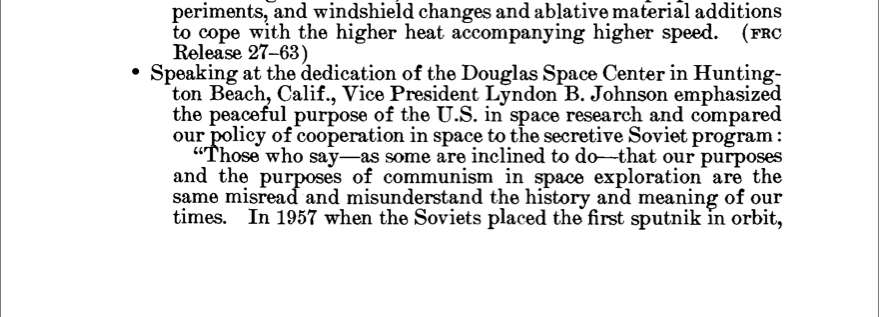 periments, and windshield changes and ablative material additions
to cope with the higher heat accompanying higher speed. (FRC
Release 27–63)
• Speaking at the dedication of the Douglas Space Center in Hunting-
ton Beach, Calif., Vice President Lyndon B. Johnson emphasized
the peaceful purpose of the U.S. in space research and compared
our policy of cooperation in space to the secretive Soviet program:
“Those who say—as some are inclined to do—that our purposes
and the purposes of communism in space exploration are the
same misread and misunderstand the history and meaning of our
times. In 1957 when the Soviets placed the first sputnik in orbit,